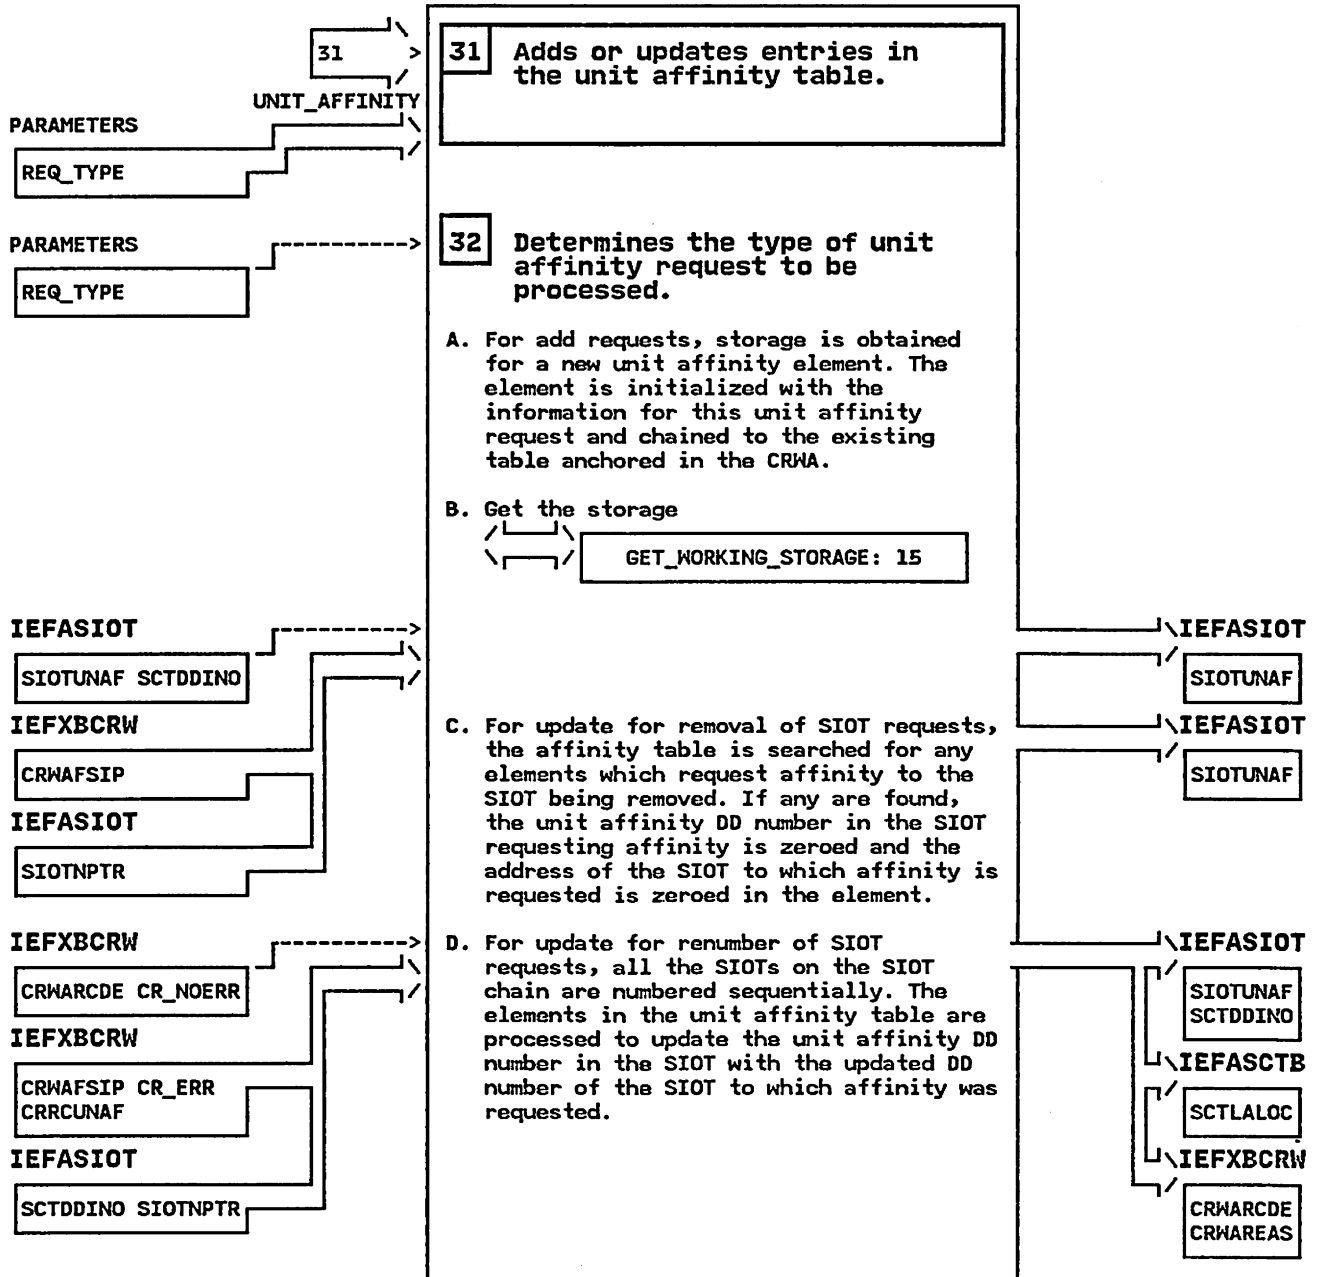 31
31 Adds or updates entries in
the unit affinity table.
UNIT_AFFINITY
PARAMETERS
REQ_TYPE
PARAMETERS
REQ_TYPE
32 Determines the type of unit
affinity request to be
processed.
A. For add requests, storage is obtained
for a new unit affinity element. The
element is initialized with the
information for this unit affinity
request and chained to the existing
table anchored in the CRWA.
B. Get the storage
GET_WORKING_STORAGE: 15
IEFASIOT
SIOTUNAF SCTDDINO
IEFXBCRW
CRWAFSIP
IEFASIOT
SIOTNPTR
IEFASIOT
SIOTUNAF
IEFASIOT
SIOTUNAF
C. For update for removal of SIOT requests,
the affinity table is searched for any
elements which request affinity to the
SIOT being removed. If any are found,
the unit affinity DD number in the SIOT
requesting affinity is zeroed and the
address of the SIOT to which affinity is
requested is zeroed in the element.
IEFXBCRW
CRWARCDE CR_NOERR
IEFXBCRW
CRWAFSIP CR_ERR
CRRCUNAF
IEFASIOT
SCTDDINO SIOTNPTR
D. For update for renumber of SIOT
requests, all the SIOTs on the SIOT
chain are numbered sequentially. The
elements in the unit affinity table are
processed to update the unit affinity DD
number in the SIOT with the updated DD
number of the SIOT to which affinity was
requested.
IEFASIOT
SIOTUNAF
SCTDDINO
IEFASCTB
SCTLALOC
IEFXBCRW
CRWARCDE
CRWAREAS